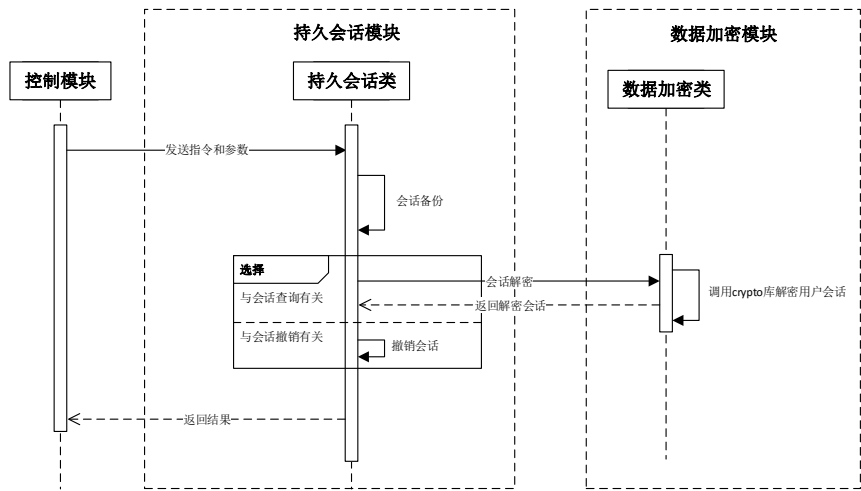 持久会话模块
数据加密模块
控制模块
持久会话类
数据加密类
发送指令和参数
会话备份
选择
会话解密
调用crypto库解密用户会话
与会话查询有关
返回解密会话
与会话撤销有关
撤销会话
返回结果